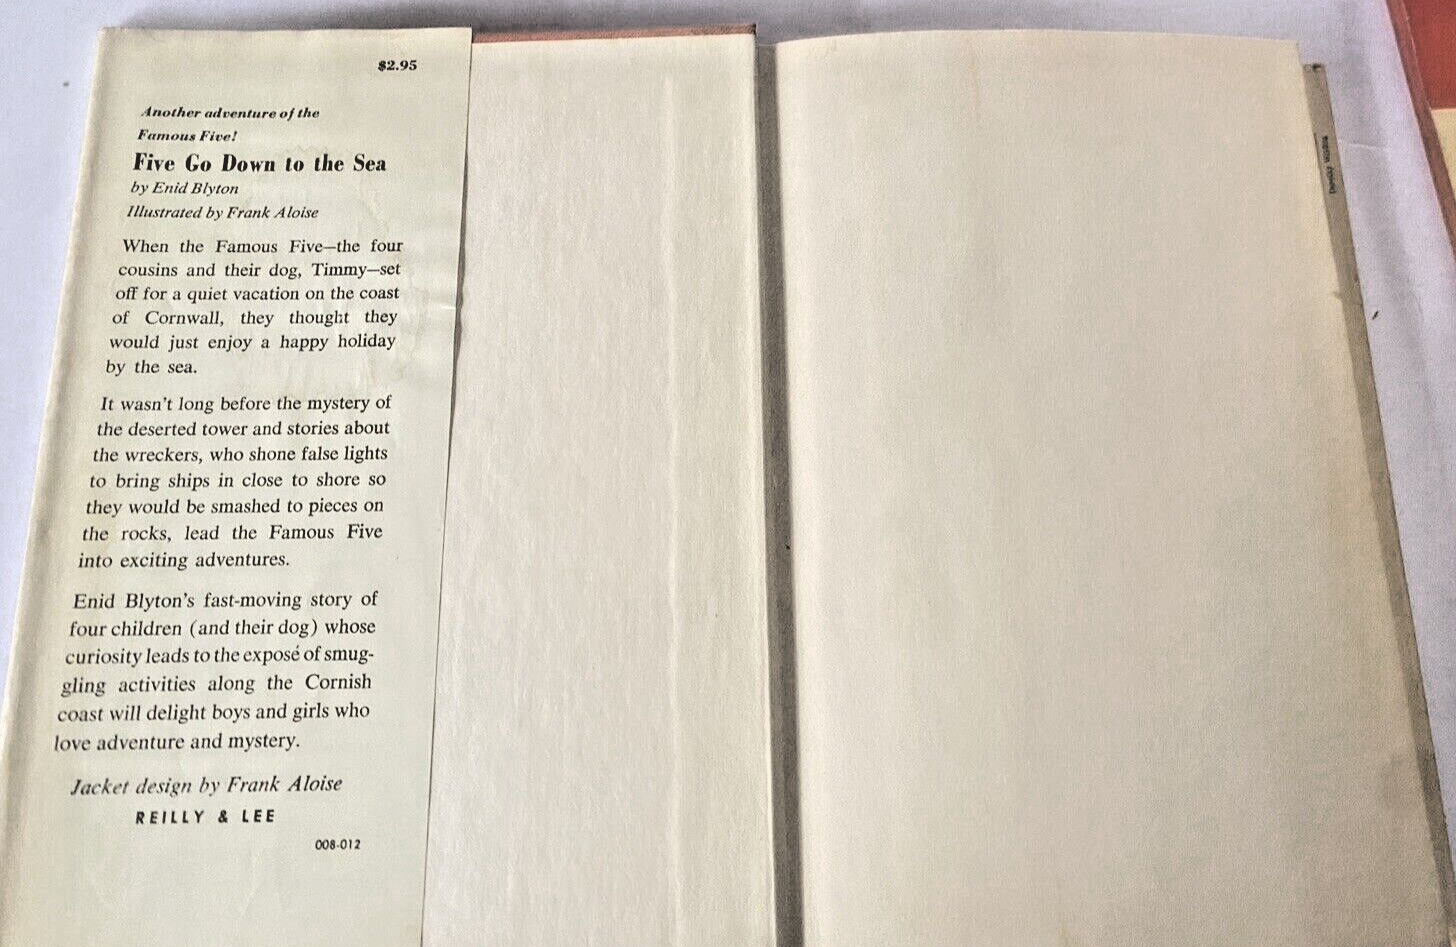 $2.95
Another adventure of the
Famous Five!
Five Go Down to the Sea
by Enid Blyton
Illustrated by Frank Aloise
When the Famous Five—the four
cousins and their dog, Timmy—set
off for a quiet vacation on the coast
of Cornwall, they thought they
would just enjoy a happy holiday
by the sea.
It wasn't long before the mystery of
the deserted tower and stories about
the wreckers, who shone false lights
to bring ships in close to shore so
they would be smashed to pieces on
the rocks, lead the Famous Five
into exciting adventures.
Enid Blyton's fast-moving story of
four children (and their dog) whose
curiosity leads to the exposé of smug-
gling activities along the Cornish
coast will delight boys and girls who
love adventure and mystery.
Jacket design by Frank Aloise
REILLY & LEE
008-012